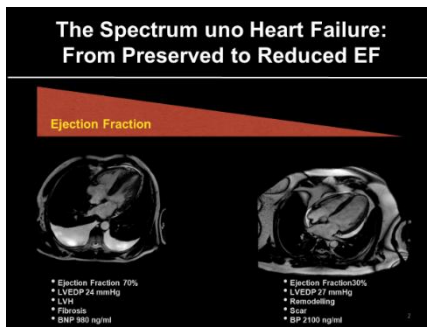 The Spectrum uno Heart Failure:
From Preserved to Reduced EF
Ejection Fraction
* Ejection Fraction 70%
* LVEDP 24 mmHg
* LVH
* Fibrosis
* BNP 980 ng/ml
* Ejection Fraction30%
* LVEDP 27 mmHg
* Remodelling
* Scar
* BP 2100 ng/ml
2